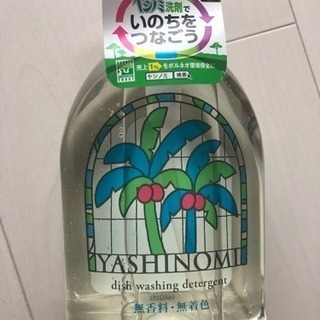 ヤシノミ洗剤で
いのちを
つなごう
売上1%をボルネオ環境保全に
ヤシノミ 検索
YASHINOMI
dish washing detergent
無香料・無着色